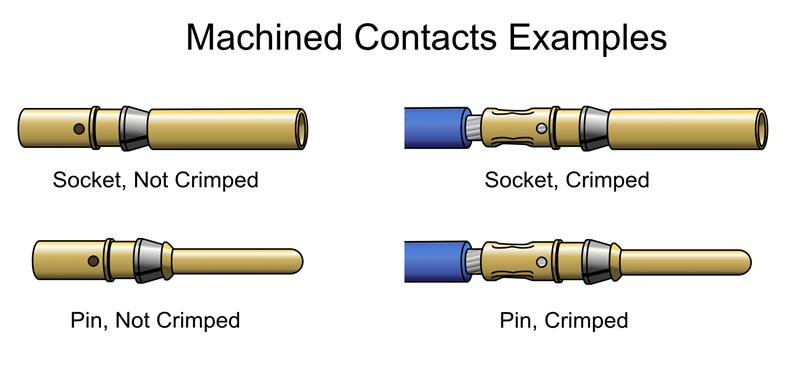 Machined Contacts Examples
Socket, Not Crimped
Socket, Crimped
Pin, Not Crimped
Pin, Crimped